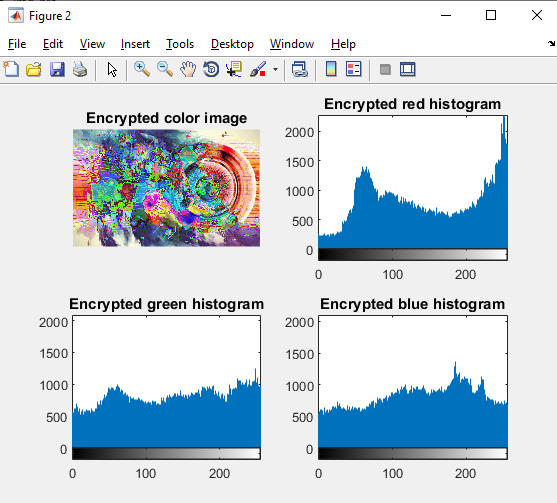 Figure 2
File Edit View Insert Tools Desktop Window Help
Encrypted color image
Encrypted red histogram
2000
1500
1000
500
0
0 100 200
Encrypted green histogram
2000
1500
1000
500
0
0 100 200
Encrypted blue histogram
2000
1500
1000
500
0
0 100 200